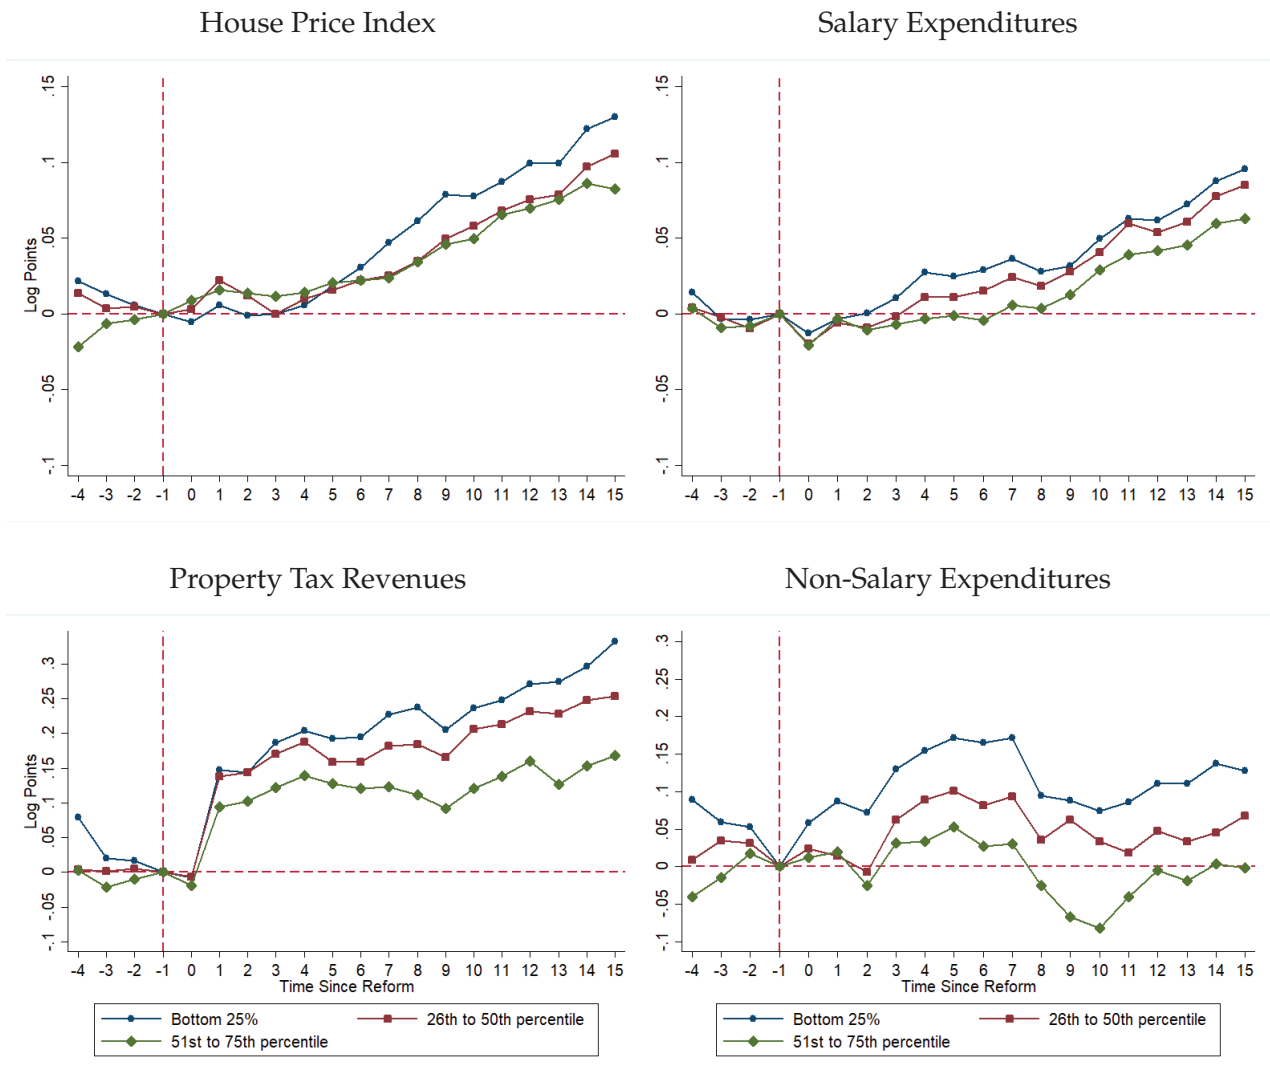 House Price Index
Salary Expenditures
Log Points
.15
.1
.05
0
-.05
-.1
-4 -3 -2 -1 0 1 2 3 4 5 6 7 8 9 10 11 12 13 14 15
.15
.1
.05
0
-.05
-.1
-4 -3 -2 -1 0 1 2 3 4 5 6 7 8 9 10 11 12 13 14 15
Property Tax Revenues
Non-Salary Expenditures
Log Points
.3
.25
.2
.15
.1
.05
0
-.05
-.1
-4 -3 -2 -1 0 1 2 3 4 5 6 7 8 9 10 11 12 13 14 15
Time Since Reform
Bottom 25% 26th to 50th percentile
51st to 75th percentile
.3
.25
.2
.15
.1
.05
0
-.05
-.1
-4 -3 -2 -1 0 1 2 3 4 5 6 7 8 9 10 11 12 13 14 15
Time Since Reform
Bottom 25% 26th to 50th percentile
51st to 75th percentile